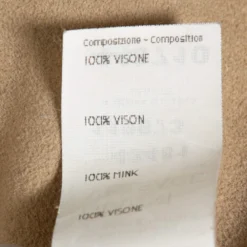 Composizione - Composition
100% VISONE
100% VISON
100% MINK
100% VISONE